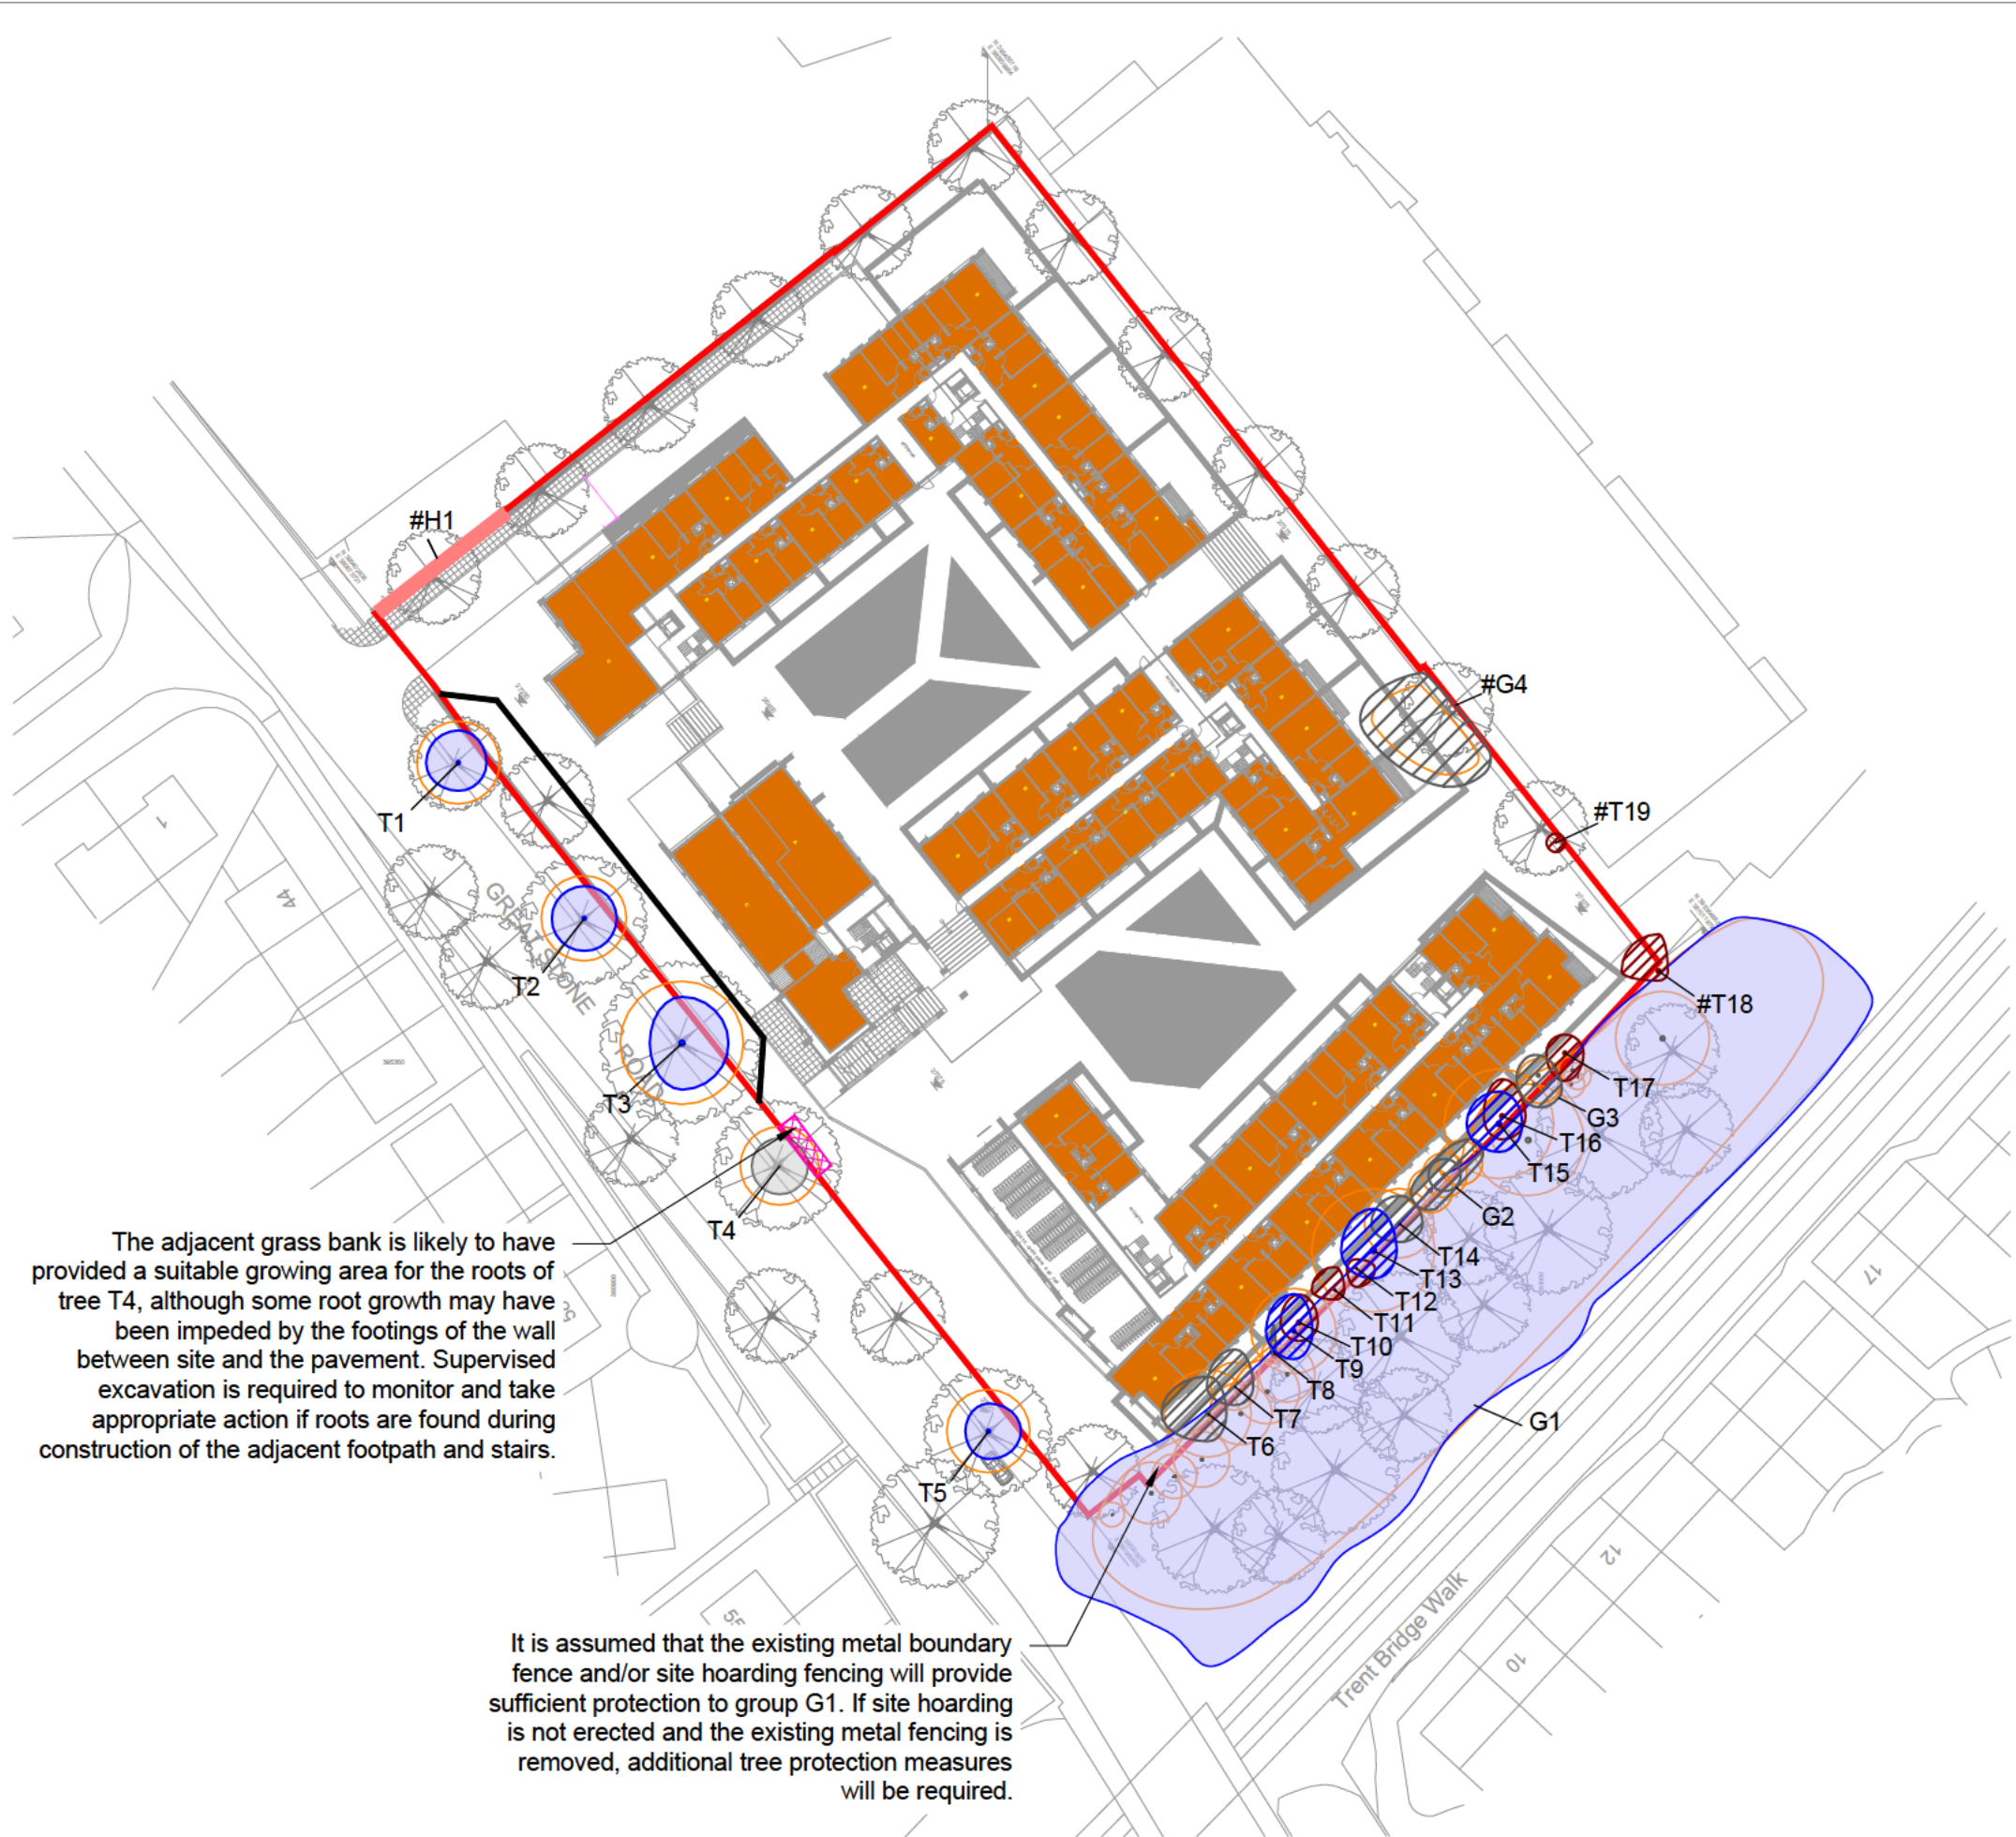 #H1
#G4
#T19
T1
1
44
GREAT STONE
ROAD
T2
#T18
T3
T17
G3
T16
T15
T4
G2
T14
T13
T12
T11
T10
T9
T8
T7
T6
G1
T5
17
12
10
55
Trent Bridge Walk
The adjacent grass bank is likely to have
provided a suitable growing area for the roots of
tree T4, although some root growth may have
been impeded by the footings of the wall
between site and the pavement. Supervised
excavation is required to monitor and take
appropriate action if roots are found during
construction of the adjacent footpath and stairs.
It is assumed that the existing metal boundary
fence and/or site hoarding fencing will provide
sufficient protection to group G1. If site hoarding
is not erected and the existing metal fencing is
removed, additional tree protection measures
will be required.